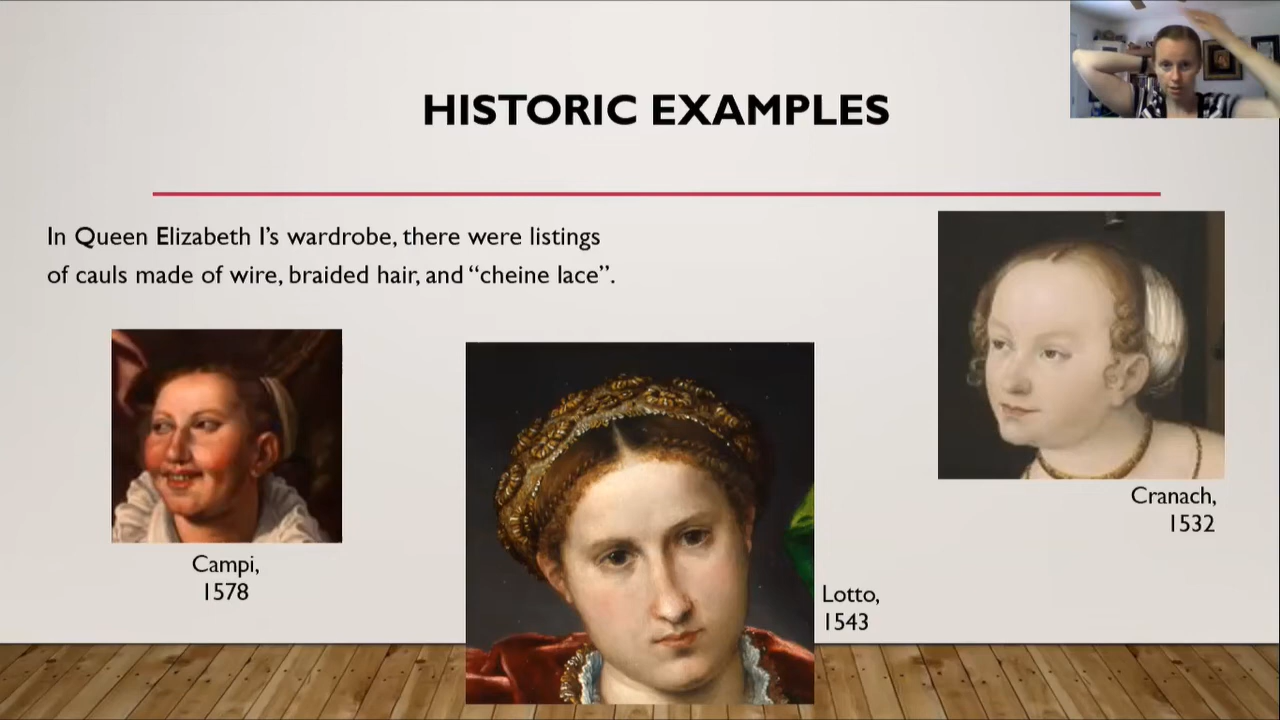 HISTORIC EXAMPLES
In Queen Elizabeth I’s wardrobe, there were listings
of cauls made of wire, braided hair, and “cheine lace”.
Campi,
1578
Lotto,
1543
Cranach,
1532